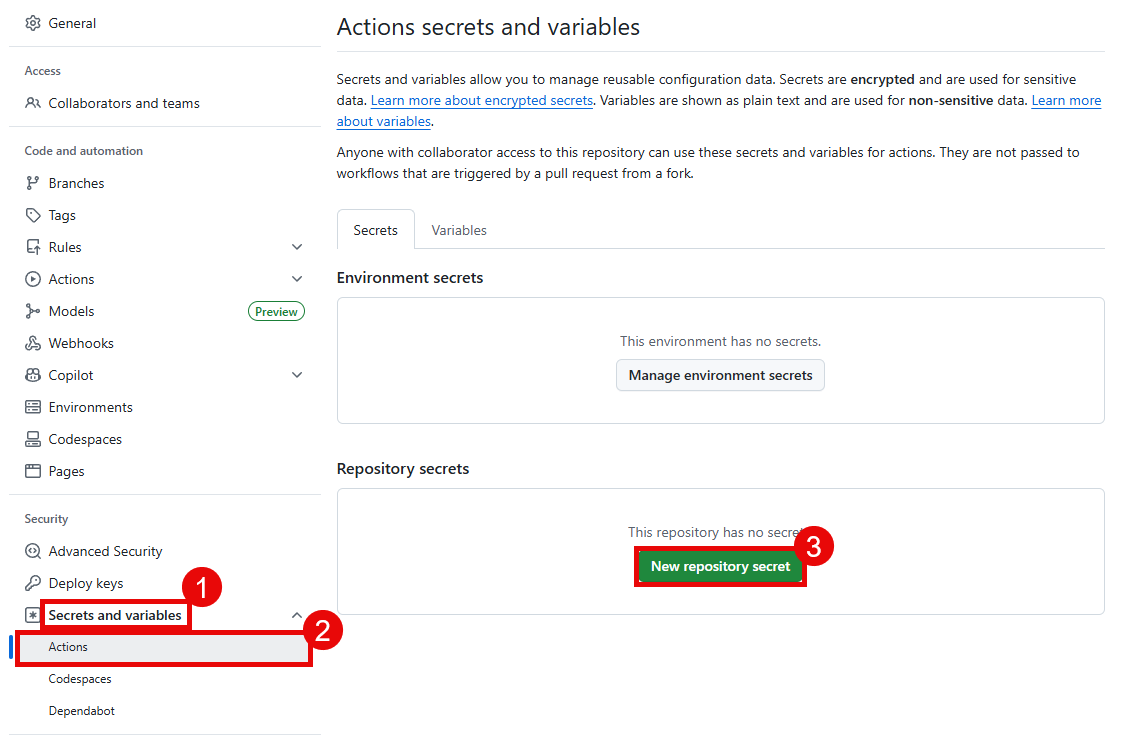 General
Access
Collaborators and teams
Code and automation
Branches
Tags
Rules
Actions
Models
Preview
Webhooks
Copilot
Environments
Codespaces
Pages
Security
Advanced Security
Deploy keys
1
Secrets and variables
2
Actions
Codespaces
Dependabot
Actions secrets and variables
Secrets and variables allow you to manage reusable configuration data. Secrets are encrypted and are used for sensitive
data. Learn more about encrypted secrets. Variables are shown as plain text and are used for non-sensitive data. Learn more
about variables.
Anyone with collaborator access to this repository can use these secrets and variables for actions. They are not passed to
workflows that are triggered by a pull request from a fork.
Secrets
Variables
Environment secrets
This environment has no secrets.
Manage environment secrets
Repository secrets
This repository has no secret
3
New repository secret